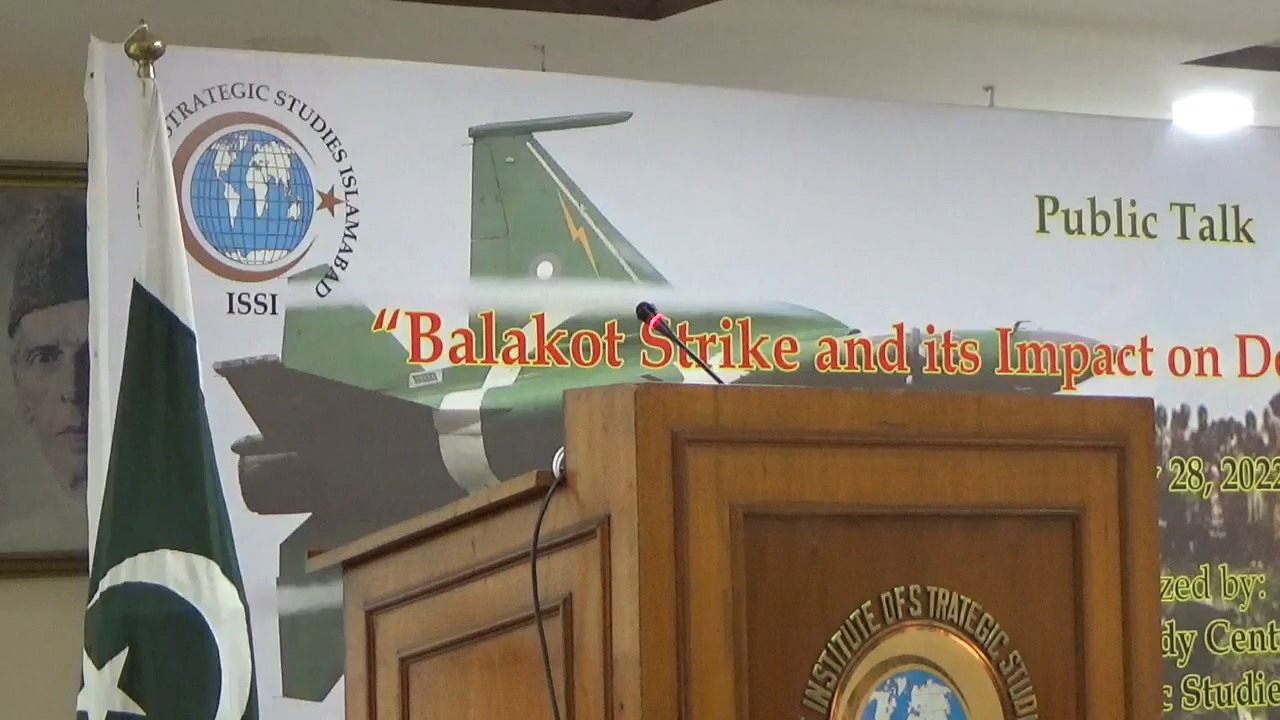 STRATEGIC STUDIES ISLAMABAD
ISSI
Public Talk
“Balakot Strike and its Impact on De
28, 2022
zed by:
dy Cent
c Studie
INSTITUTE OF STRATEGIC STUDI